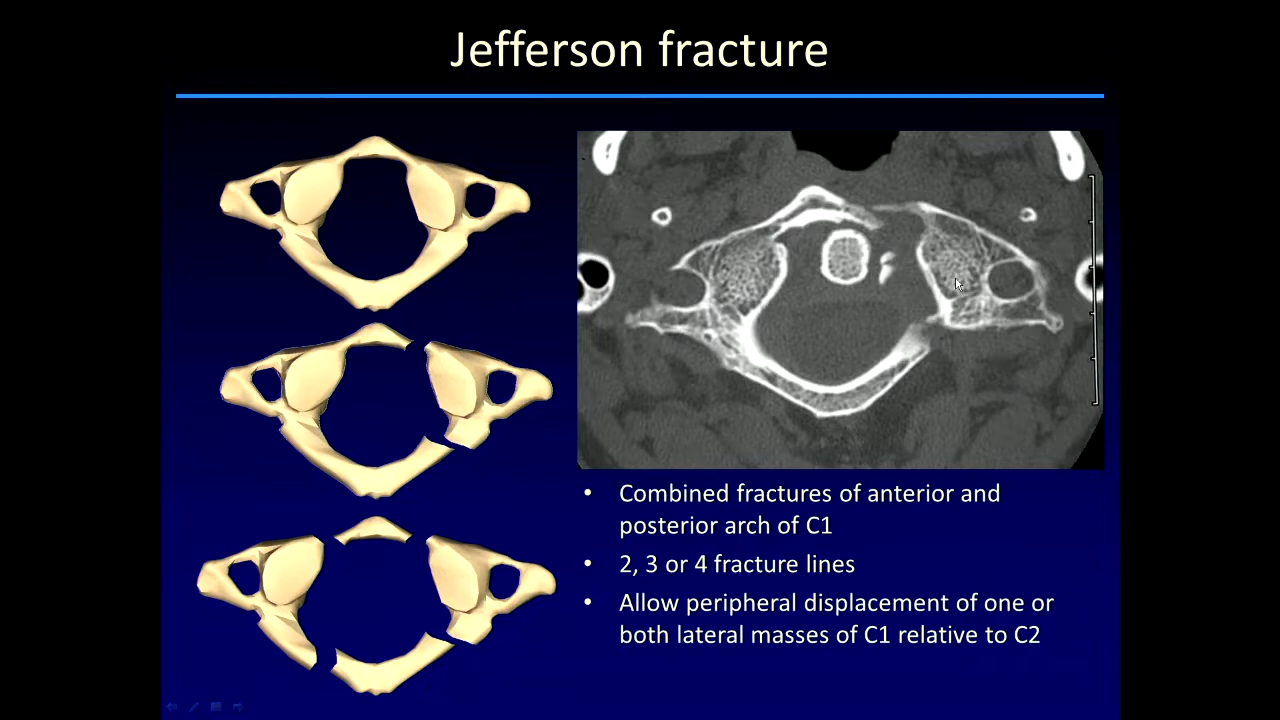 Jefferson fracture
• Combined fractures of anterior and
posterior arch of C1
• 2, 3 or 4 fracture lines
• Allow peripheral displacement of one or
both lateral masses of C1 relative to C2